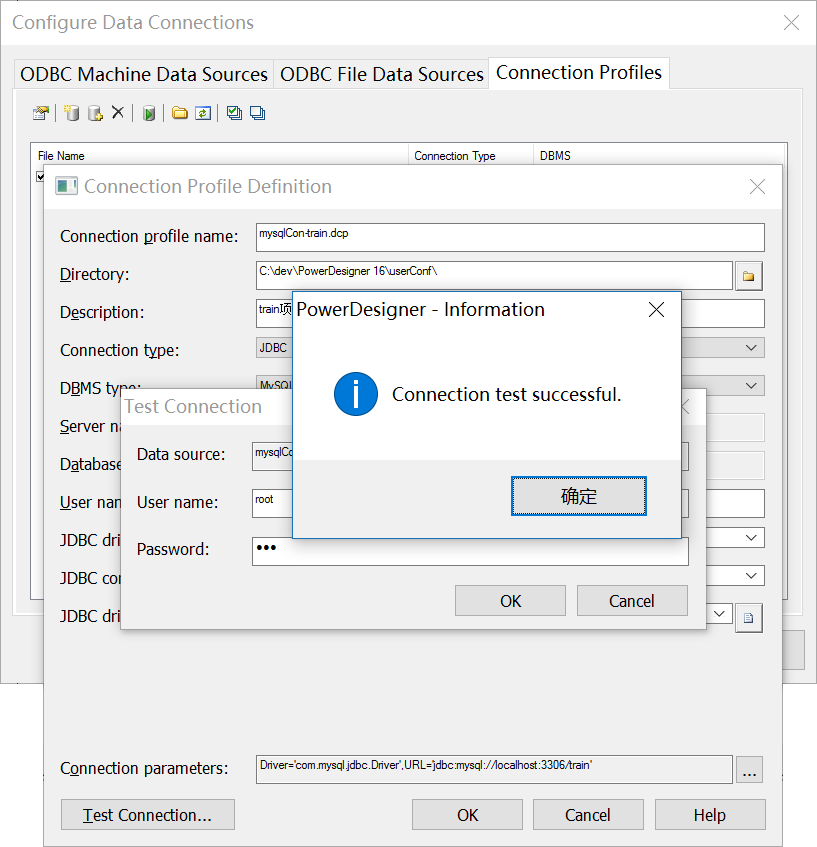 Configure Data Connections
ODBC Machine Data Sources ODBC File Data Sources Connection Profiles
File Name Connection Type DBMS
Connection Profile Definition
Connection profile name: mysqlCon-train.dcp
Directory: C:\dev\PowerDesigner 16\userConf\
Description: train项
PowerDesigner - Information
Connection type: JDBC
DBMS type: MySQL
Connection test successful.
Test Connection
Server na
Data source: mysqlCo
Database
User name: root
User nam
确定
JDBC dri
Password: •••
JDBC con
OK Cancel
JDBC dri
Connection parameters: Driver='com.mysql.jdbc.Driver',URL='jdbc:mysql://localhost:3306/train' ...
Test Connection... OK Cancel Help